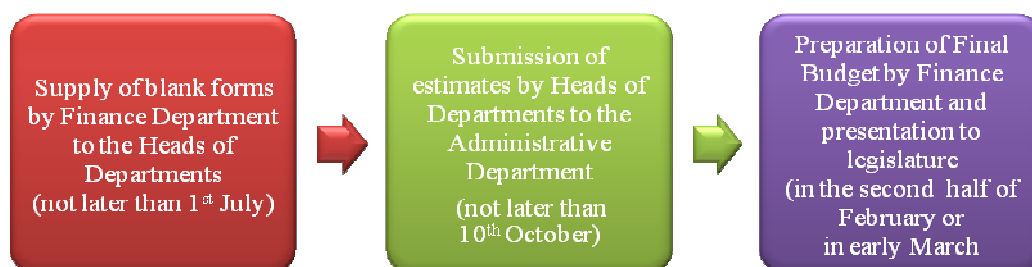 Supply of blank forms
by Finance Department
to the Heads of
Departments
(not later than 1st July)
Submission of
estimates by Heads of
Departments to the
Administrative
Department
(not later than
10th October)
Preparation of Final
Budget by Finance
Department and
presentation to
legislature
(in the second half of
February or
in early March